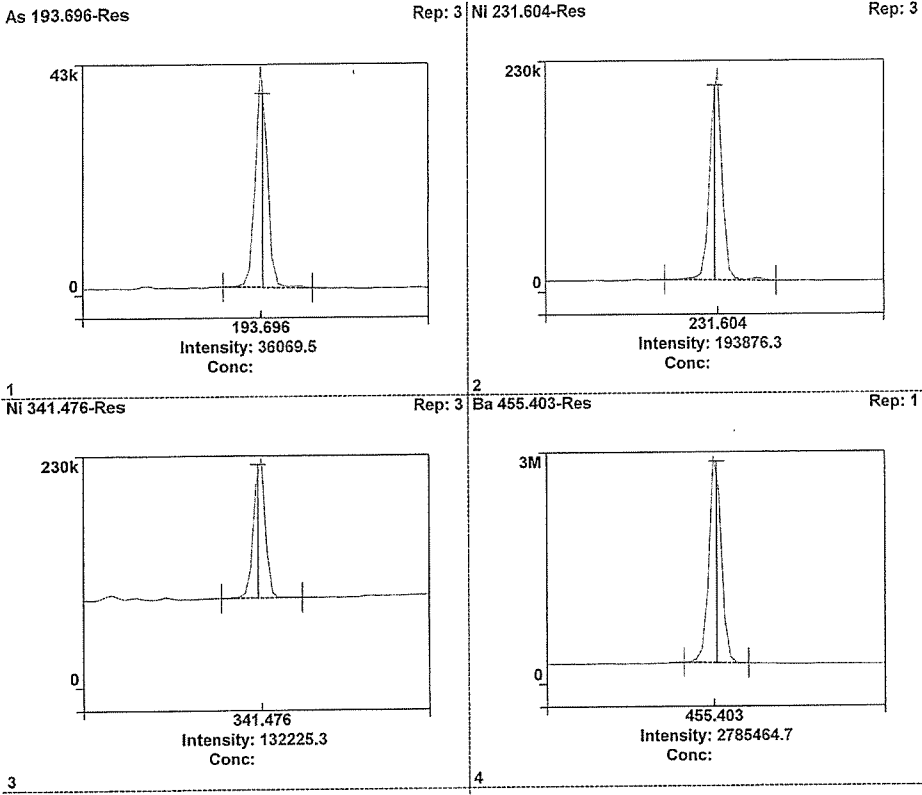 As 193.696-Res Rep: 3
43k
0
193.696
Intensity: 36069.5
Conc:
1
Ni 231.604-Res Rep: 3
230k
0
231.604
Intensity: 193876.3
Conc:
2
Ni 341.476-Res Rep: 3
230k
0
341.476
Intensity: 132225.3
Conc:
3
Ba 455.403-Res Rep: 1
3M
0
455.403
Intensity: 2785464.7
Conc:
4